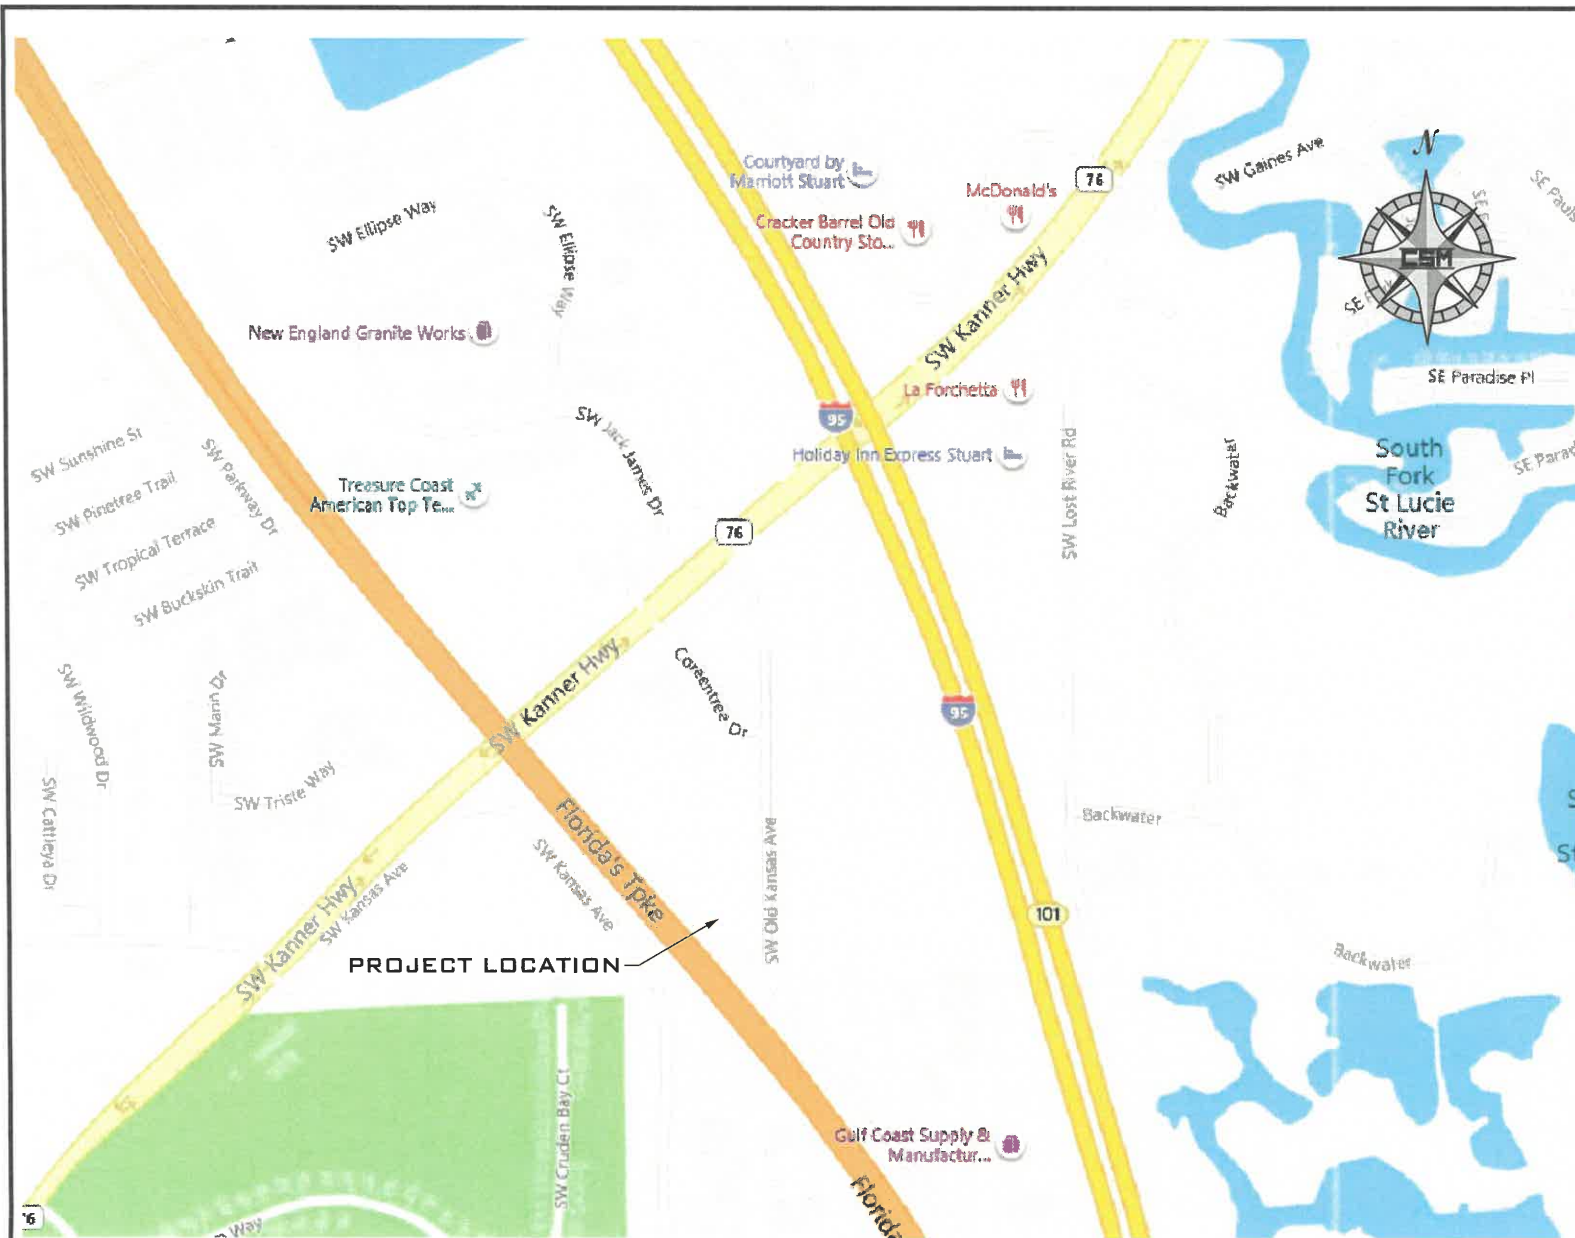 N
Courtyard by
Marriott Stuart
McDonald's
76
SW Gaines Ave
SW Ellipse Way
SW Ellipse Way
Cracker Barrel Old
Country Sto...
CSM
SE
SW Kanner Hwy
New England Granite Works
SE Paradise Pl
La Forchetta
95
SW Jack James Dr
Holiday Inn Express Stuart
SW Lost River Rd
Backwater
South
Fork
St Lucie
River
SW Sunshine St
SW Parkway Dr
SW Pinetree Trail
Treasure Coast
American Top Te...
SW Tropical Terrace
76
SW Buckskin Trail
SW Kanner Hwy
Coreentree Dr
SW Wildwood Dr
SW Mann Dr
95
SW Triste Way
SW Cattleya Dr
Florida's Tpke
SW Kansas Ave
SW Old Kansas Ave
Backwater
SW Kanner Hwy
SW Kansas Ave
101
PROJECT LOCATION
Backwater
SW Cruden Bay Ct
Gulf Coast Supply &
Manufactur...
Florida
Way